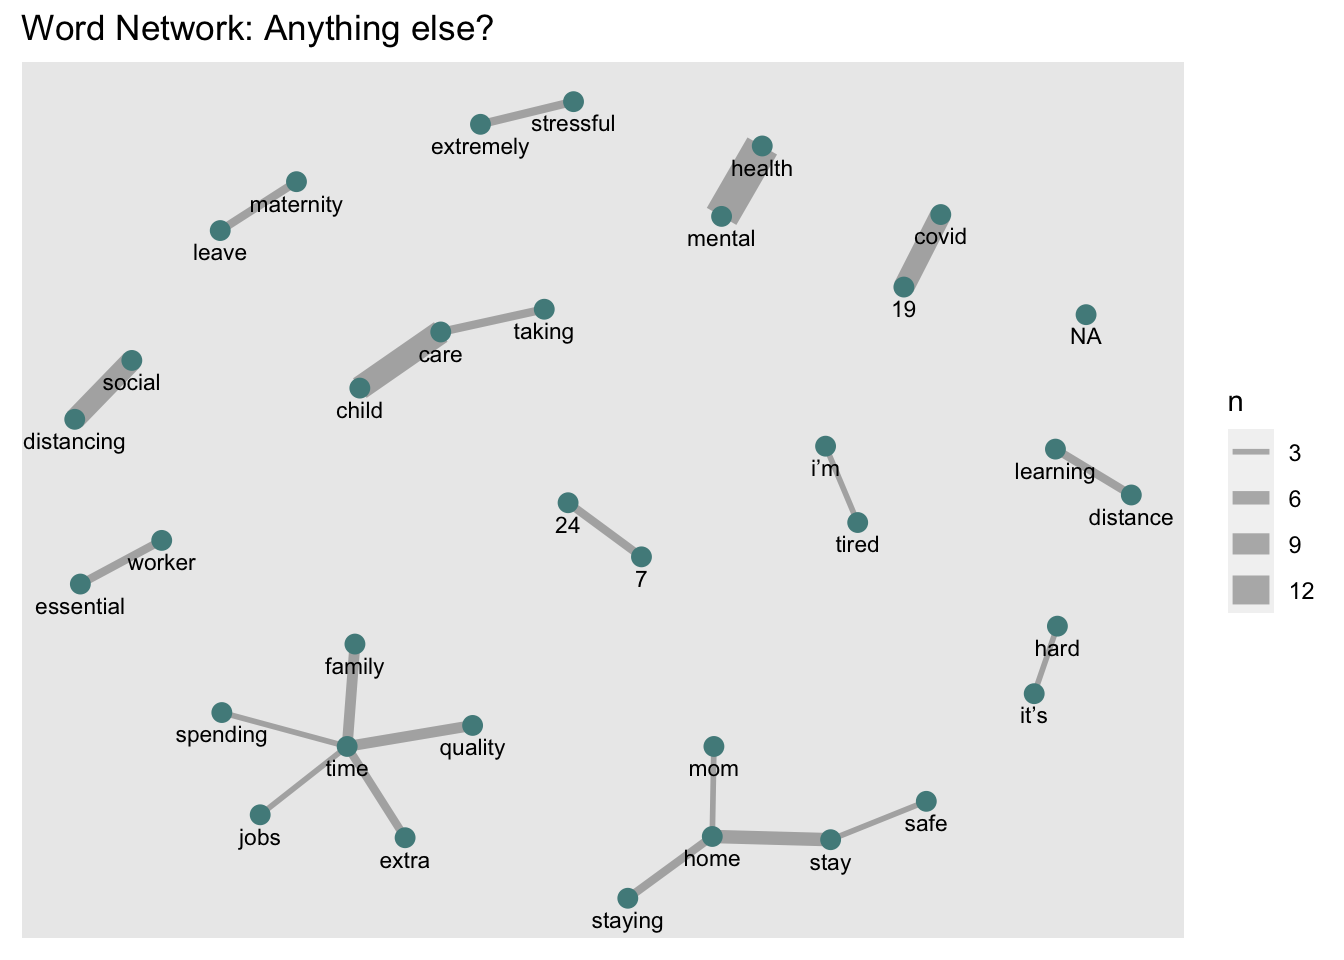 Word Network: Anything else?
stressful
extremely
health
maternity
mental
covid
leave
19
taking
NA
care
social
child
distancing
i’m
learning
distance
24
tired
worker
7
essential
hard
family
it’s
spending
quality
time
mom
safe
jobs
extra
home
stay
staying
n
3
6
9
12